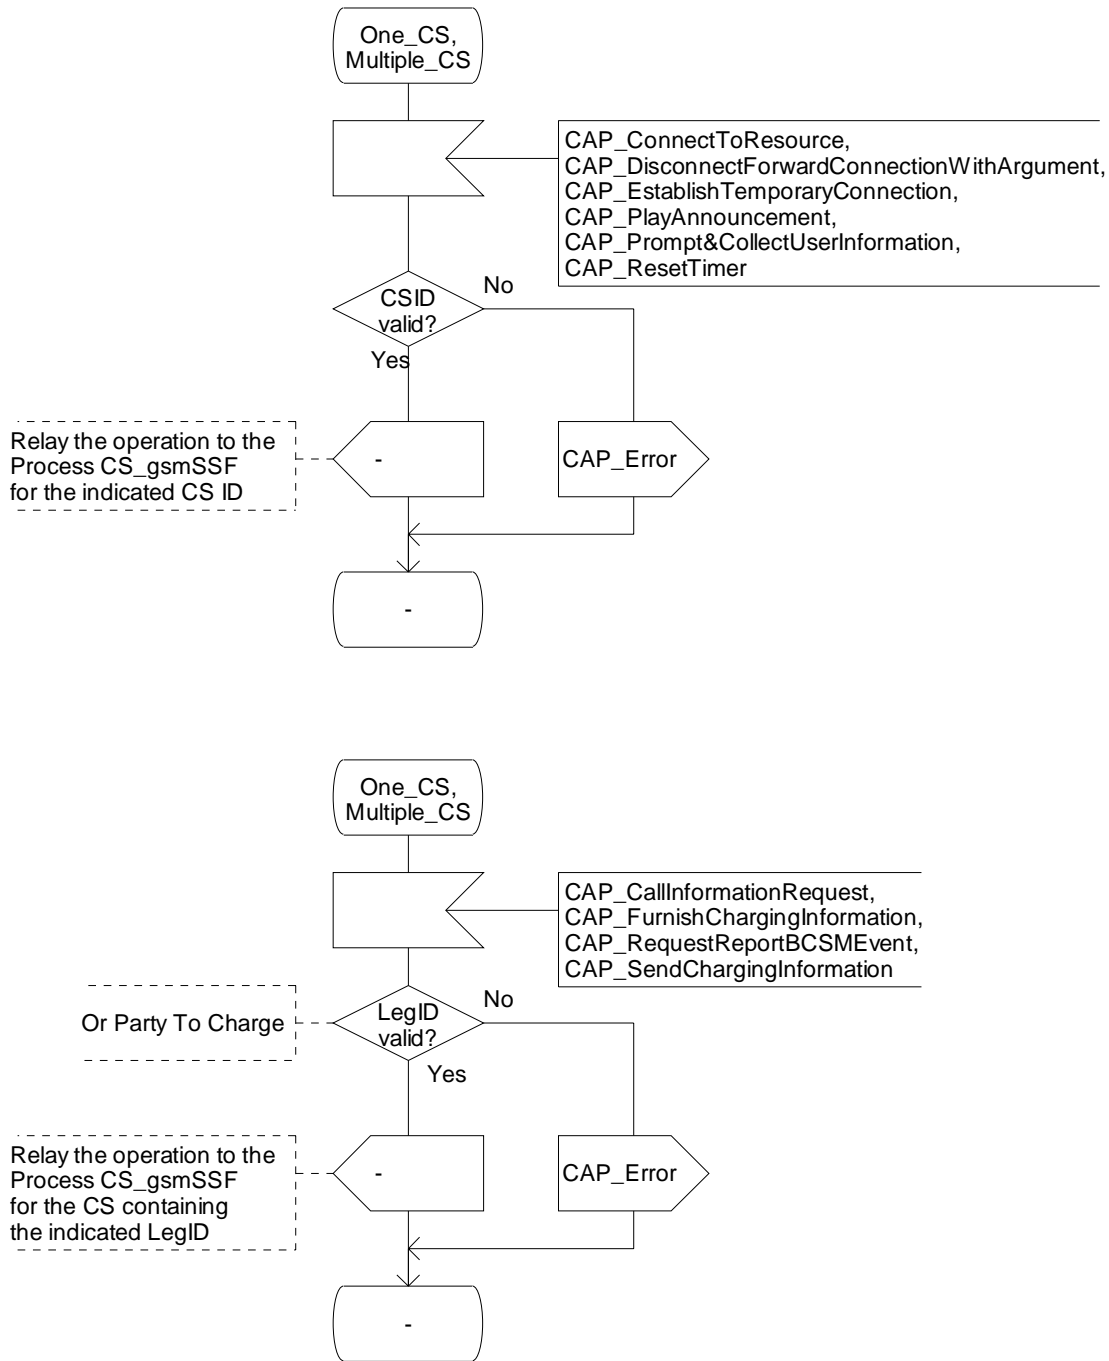 One_CS,
Multiple_CS
CAP_ConnectToResource,
CAP_DisconnectForwardConnectionWithArgument,
CAP_EstablishTemporaryConnection,
CAP_PlayAnnouncement,
CAP_Prompt&CollectUserInformation,
CAP_ResetTimer
CSID
valid?
No
Yes
Relay the operation to the
Process CS_gsmSSF
for the indicated CS ID
-
CAP_Error
-
One_CS,
Multiple_CS
CAP_CallInformationRequest,
CAP_FurnishChargingInformation,
CAP_RequestReportBCSMEvent,
CAP_SendChargingInformation
Or Party To Charge
LegID
valid?
No
Yes
Relay the operation to the
Process CS_gsmSSF
for the CS containing
the indicated LegID
-
CAP_Error
-